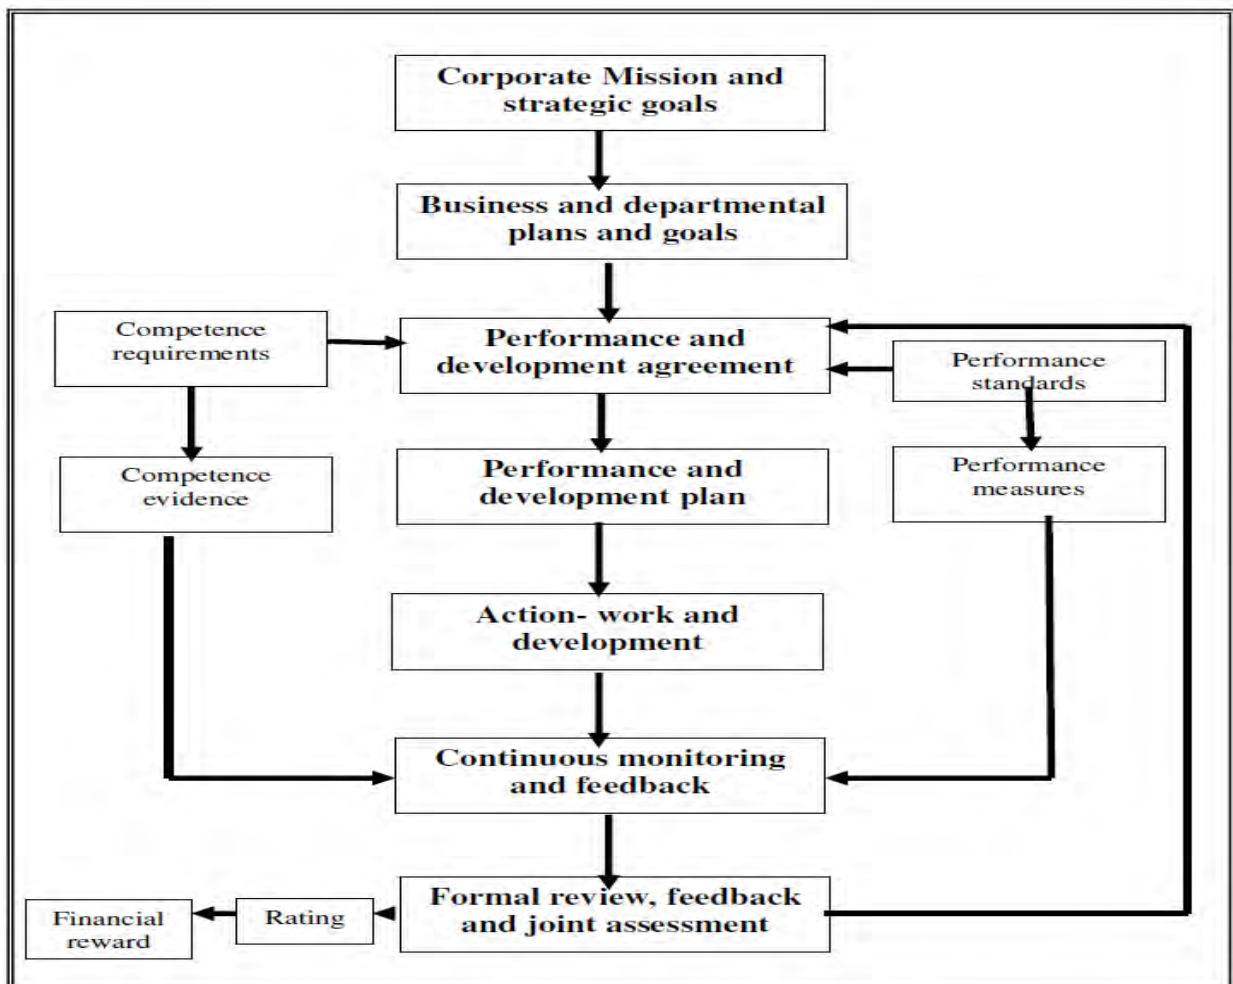 Corporate Mission and
strategic goals
Business and departmental
plans and goals
Competence
requirements
Performance and
development agreement
Performance
standards
Competence
evidence
Performance and
development plan
Performance
measures
Action- work and
development
Continuous monitoring
and feedback
Formal review, feedback
and joint assessment
Rating
Financial
reward